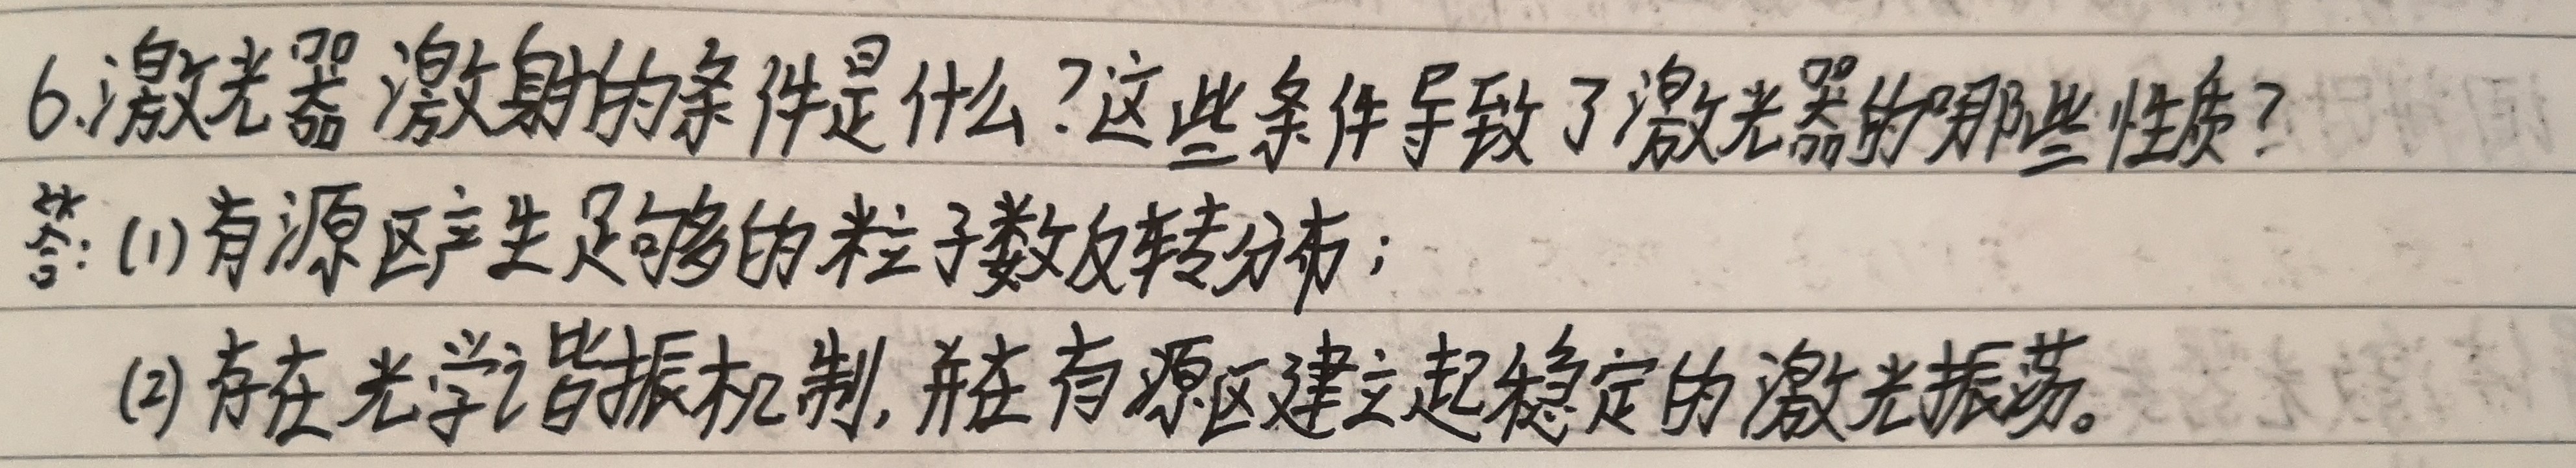 6.激光器激射的条件是什么?这些条件导致了激光器的哪些性质?
答:(1)有源区产生足够多的粒子数反转分布;
(2)存在光学谐振机制,并在有源区建立起稳定的激光振荡。